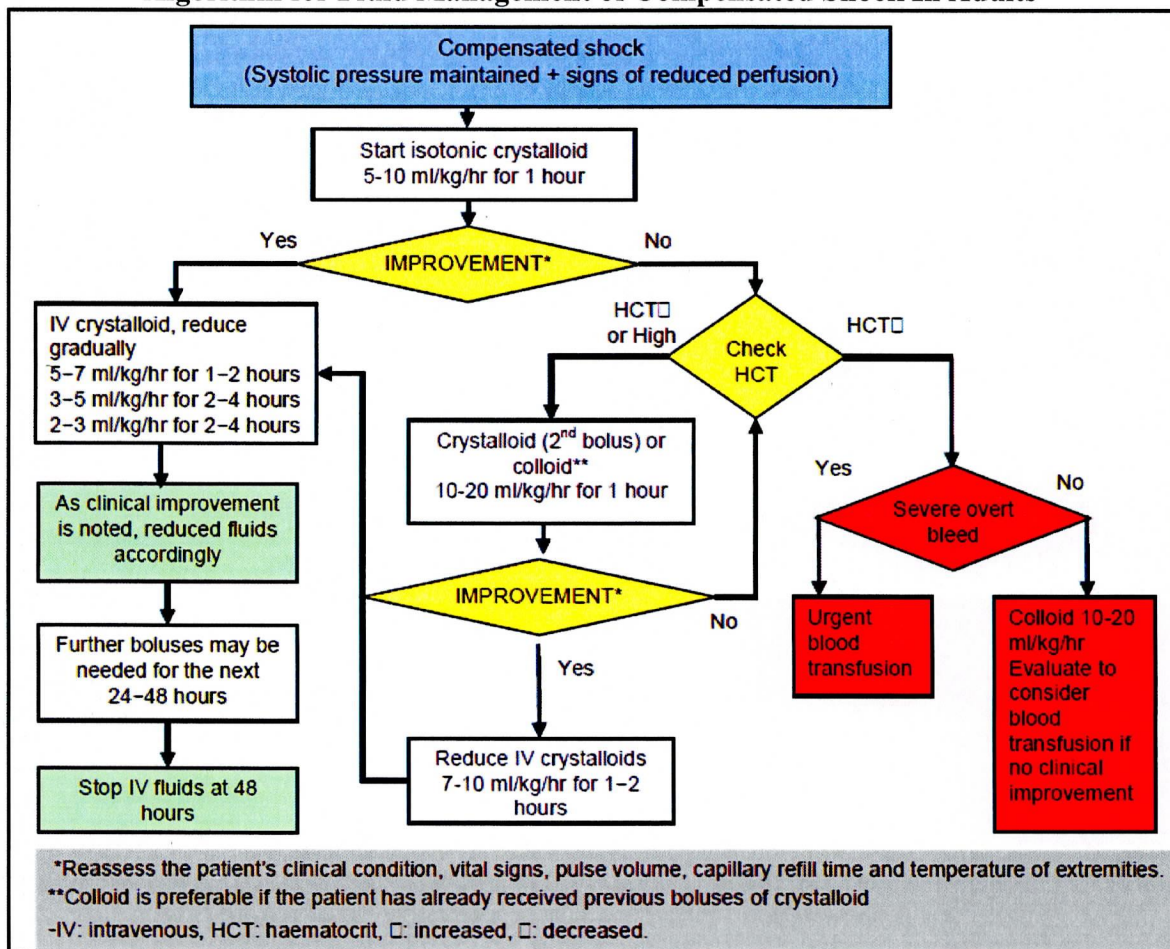 Algorithm for Fluid Management of Compensated Shock in Adults
Compensated shock
(Systolic pressure maintained + signs of reduced perfusion)
Start isotonic crystalloid
5-10 ml/kg/hr for 1 hour
Yes
IMPROVEMENT*
No
IV crystalloid, reduce
gradually
5–7 ml/kg/hr for 1–2 hours
3–5 ml/kg/hr for 2–4 hours
2–3 ml/kg/hr for 2–4 hours
As clinical improvement
is noted, reduced fluids
accordingly
Further boluses may be
needed for the next
24–48 hours
Stop IV fluids at 48
hours
HCT□
or High
Check
HCT
HCT□
Crystalloid (2nd bolus) or
colloid**
10-20 ml/kg/hr for 1 hour
IMPROVEMENT*
No
Yes
Reduce IV crystalloids
7-10 ml/kg/hr for 1–2
hours
Yes
Severe overt
bleed
No
Urgent
blood
transfusion
Colloid 10-20
ml/kg/hr
Evaluate to
consider
blood
transfusion if
no clinical
improvement
*Reassess the patient's clinical condition, vital signs, pulse volume, capillary refill time and temperature of extremities.
**Colloid is preferable if the patient has already received previous boluses of crystalloid
-IV: intravenous, HCT: haematocrit, □: increased, □: decreased.